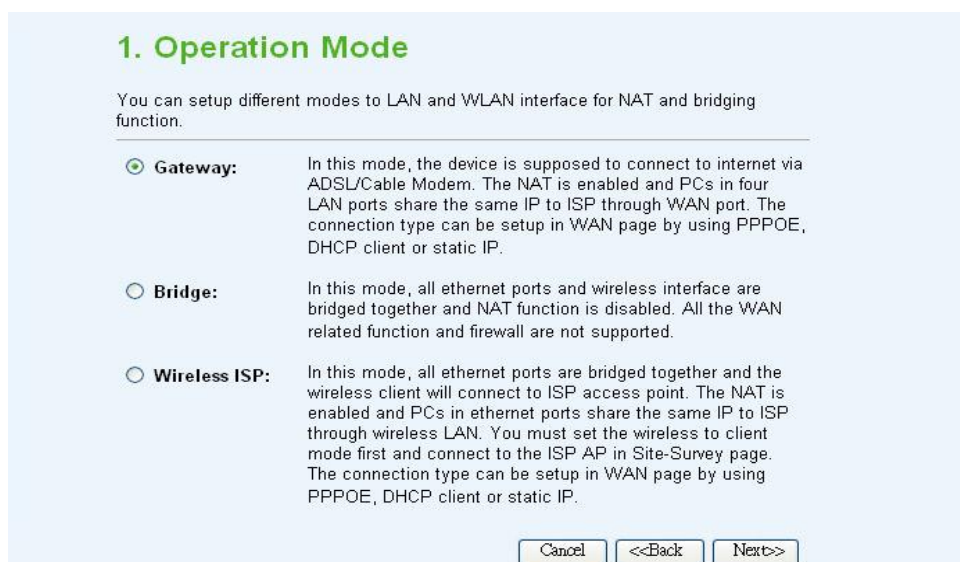 1. Operation Mode
You can setup different modes to LAN and WLAN interface for NAT and bridging
function.
Gateway:
In this mode, the device is supposed to connect to internet via
ADSL/Cable Modem. The NAT is enabled and PCs in four
LAN ports share the same IP to ISP through WAN port. The
connection type can be setup in WAN page by using PPPOE,
DHCP client or static IP.
Bridge:
In this mode, all ethernet ports and wireless interface are
bridged together and NAT function is disabled. All the WAN
related function and firewall are not supported.
Wireless ISP:
In this mode, all ethernet ports are bridged together and the
wireless client will connect to ISP access point. The NAT is
enabled and PCs in ethernet ports share the same IP to ISP
through wireless LAN. You must set the wireless to client
mode first and connect to the ISP AP in Site-Survey page.
The connection type can be setup in WAN page by using
PPPOE, DHCP client or static IP.
Cancel <<Back Next>>